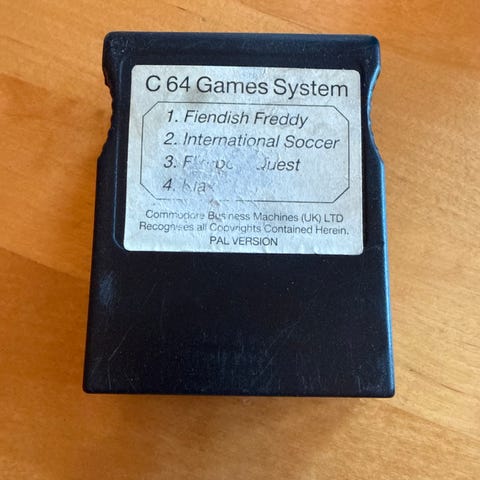 C 64 Games System
1. Fiendish Freddy
2. International Soccer
3. Quest
4. Klax
Commodore Business Machines (UK) LTD
Recognises all Copyrights Contained Herein.
PAL VERSION